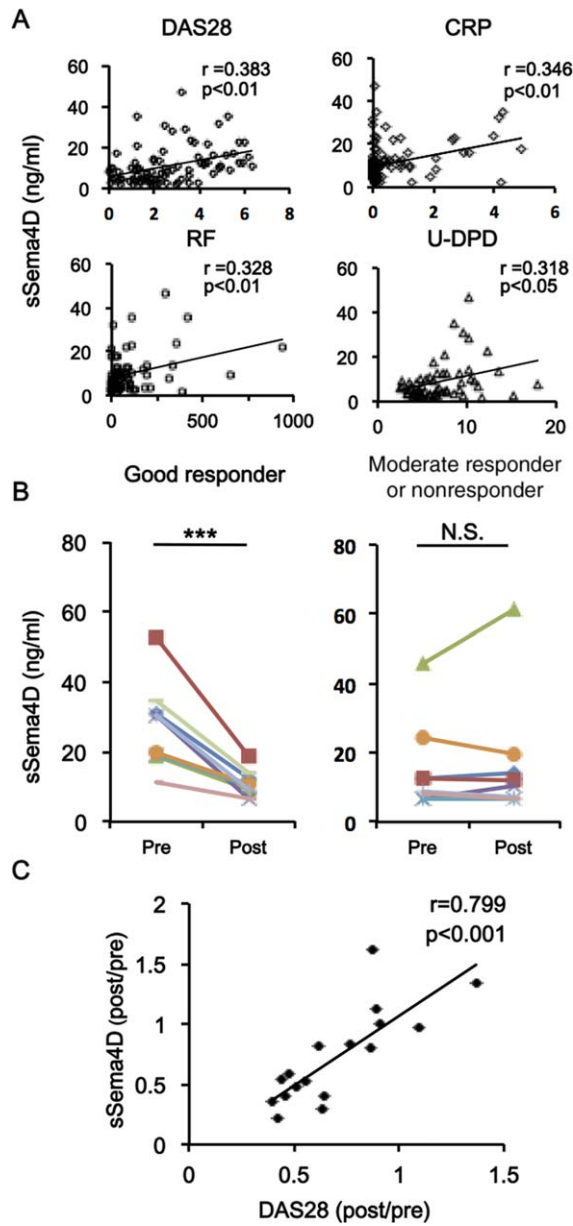 A
DAS28
CRP
r =0.383
p<0.01
r =0.346
p<0.01
sSema4D (ng/ml)
60
40
20
0
0 2 4 6 8
60
40
20
0
0 2 4 6
RF
U-DPD
r =0.328
p<0.01
r =0.318
p<0.05
60
40
20
0
0 500 1000
60
40
20
0
0 10 20
B
Good responder
Moderate responder
or nonresponder
***
N.S.
sSema4D (ng/ml)
80
60
40
20
0
Pre Post
80
60
40
20
0
Pre Post
C
r=0.799
p<0.001
sSema4D (post/pre)
2
1.5
1
0.5
0
0 0.5 1 1.5
DAS28 (post/pre)